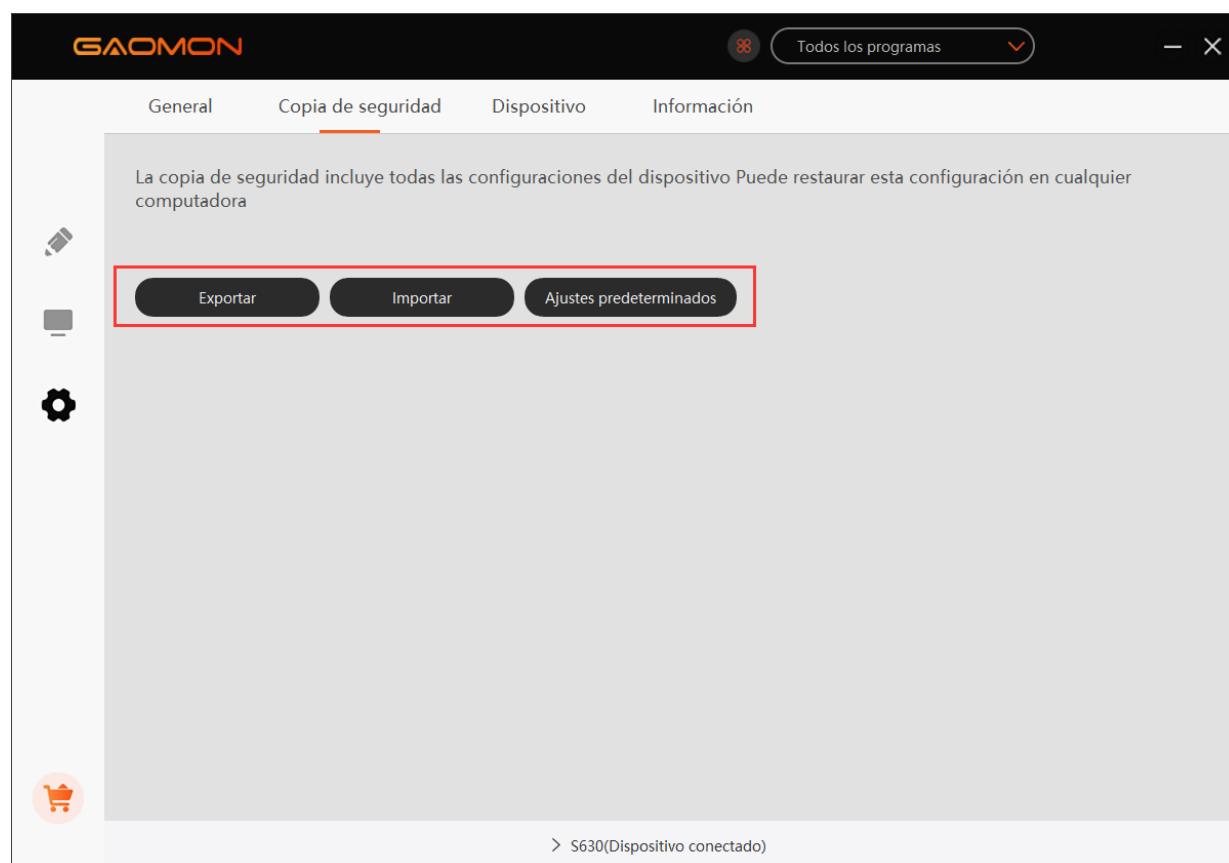 GAOMON
Todos los programas
General Copia de seguridad Dispositivo Información
La copia de seguridad incluye todas las configuraciones del dispositivo Puede restaurar esta configuración en cualquier
computadora
Exportar Importar Ajustes predeterminados
S630(Dispositivo conectado)